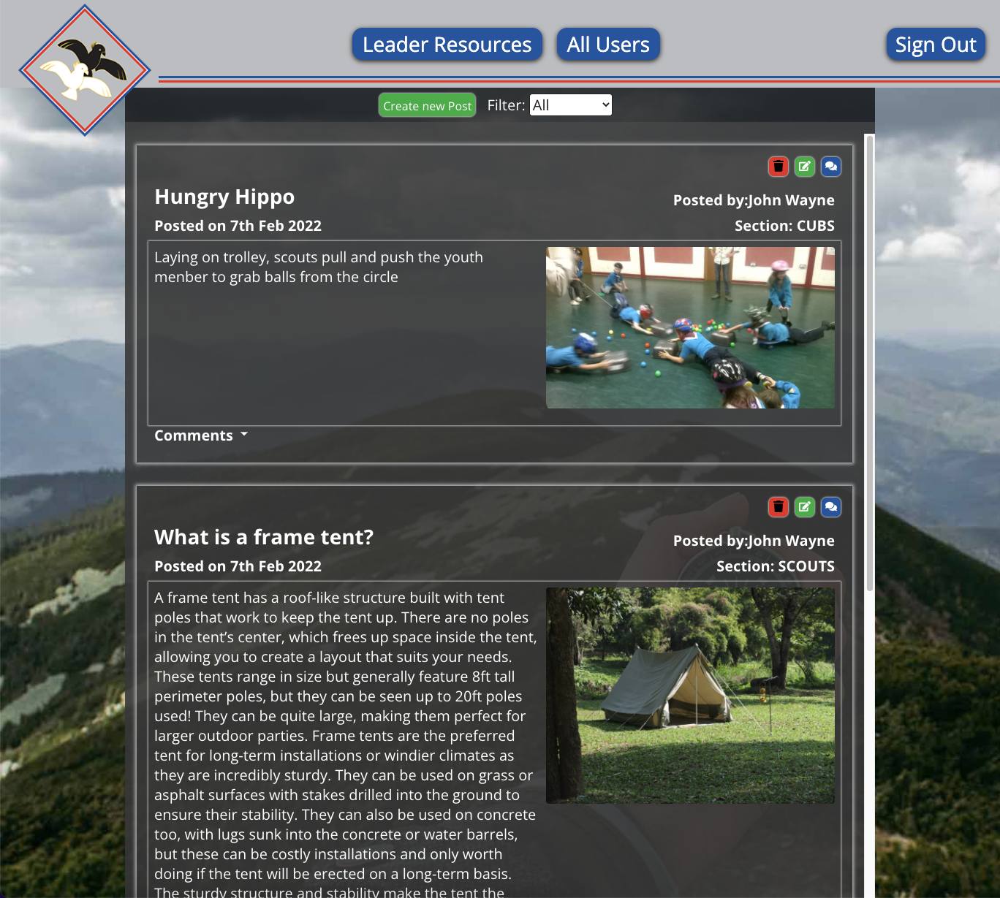 Leader Resources
All Users
Sign Out
Create new Post
Filter: All
Hungry Hippo
Posted by:John Wayne
Posted on 7th Feb 2022
Section: CUBS
Laying on trolley, scouts pull and push the youth
menber to grab balls from the circle
Comments
What is a frame tent?
Posted by:John Wayne
Posted on 7th Feb 2022
Section: SCOUTS
A frame tent has a roof-like structure built with tent
poles that work to keep the tent up. There are no poles
in the tent’s center, which frees up space inside the tent,
allowing you to create a layout that suits your needs.
These tents range in size but generally feature 8ft tall
perimeter poles, but they can be seen up to 20ft poles
used! They can be quite large, making them perfect for
larger outdoor parties. Frame tents are the preferred
tent for long-term installations or windier climates as
they are incredibly sturdy. They can be used on grass or
asphalt surfaces with stakes drilled into the ground to
ensure their stability. They can also be used on concrete
too, with lugs sunk into the concrete or water barrels,
but these can be costly installations and only worth
doing if the tent will be erected on a long-term basis.
The sturdy structure and stability make the tent the